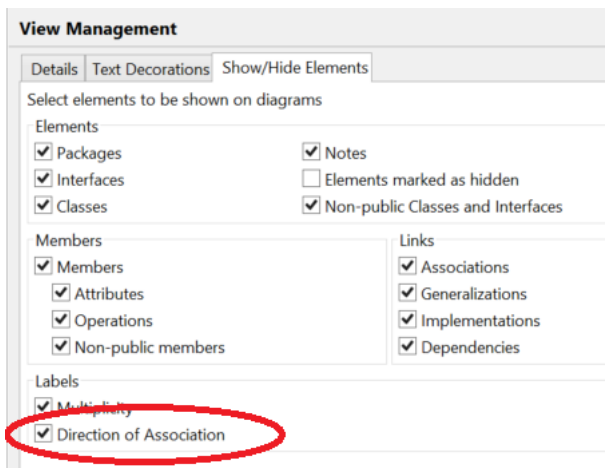 View Management
Details Text Decorations Show/Hide Elements
Select elements to be shown on diagrams
Elements
Packages Notes
Interfaces Elements marked as hidden
Classes Non-public Classes and Interfaces
Members Links
Members Associations
Attributes Generalizations
Operations Implementations
Non-public members Dependencies
Labels
Multiplicity
Direction of Association